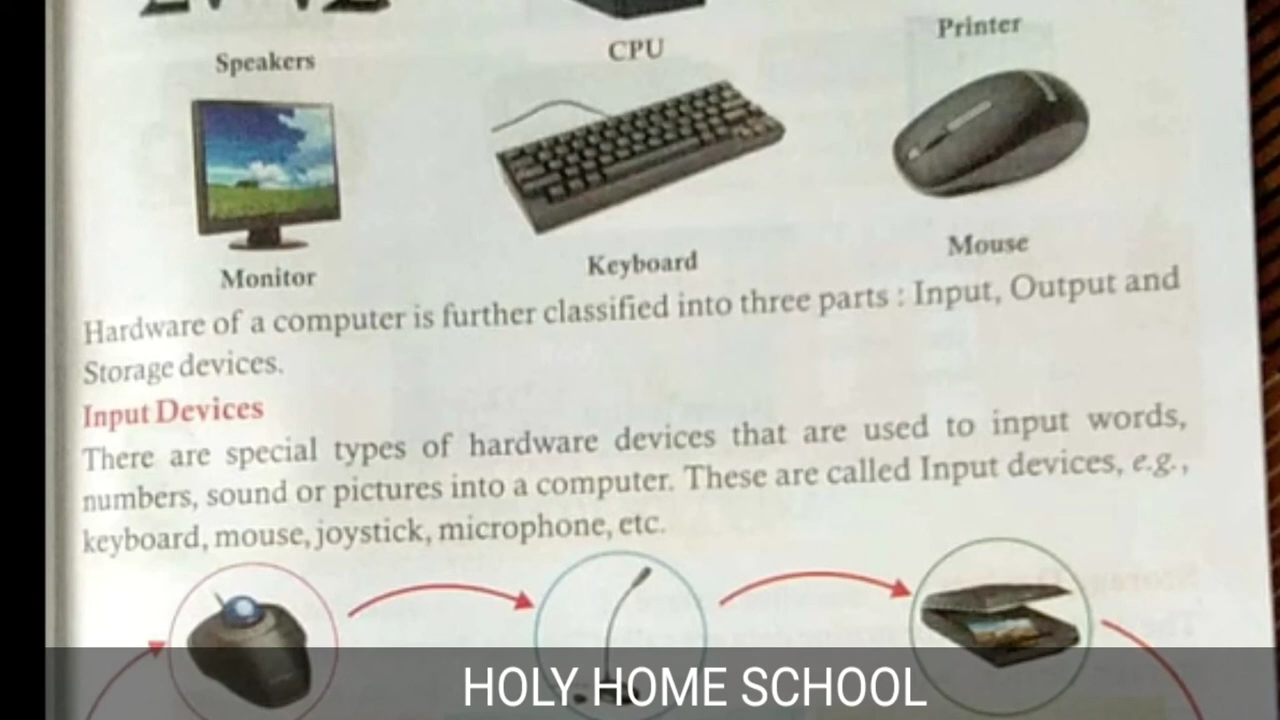 Speakers
CPU
Printer
Monitor
Keyboard
Mouse
Hardware of a computer is further classified into three parts : Input, Output and
Storage devices.
Input Devices
There are special types of hardware devices that are used to input words,
numbers, sound or pictures into a computer. These are called Input devices, e.g.,
keyboard, mouse, joystick, microphone, etc.
HOLY HOME SCHOOL